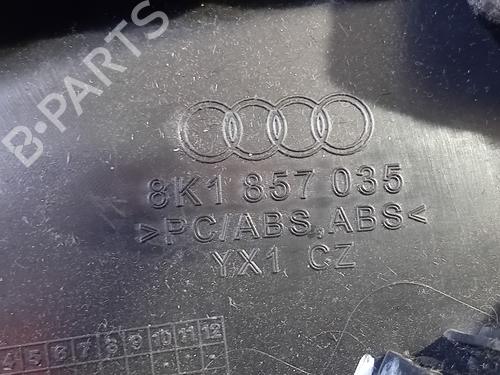 B-PARTS
8K1 857 035
>PC/ABS.ABS<
YX1 CZ
4 5 6 7 8 9 10 11 12